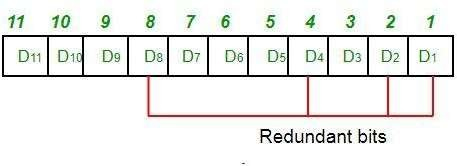 11 10 9 8 7 6 5 4 3 2 1
D11 D10 D9 D8 D7 D6 D5 D4 D3 D2 D1
Redundant bits